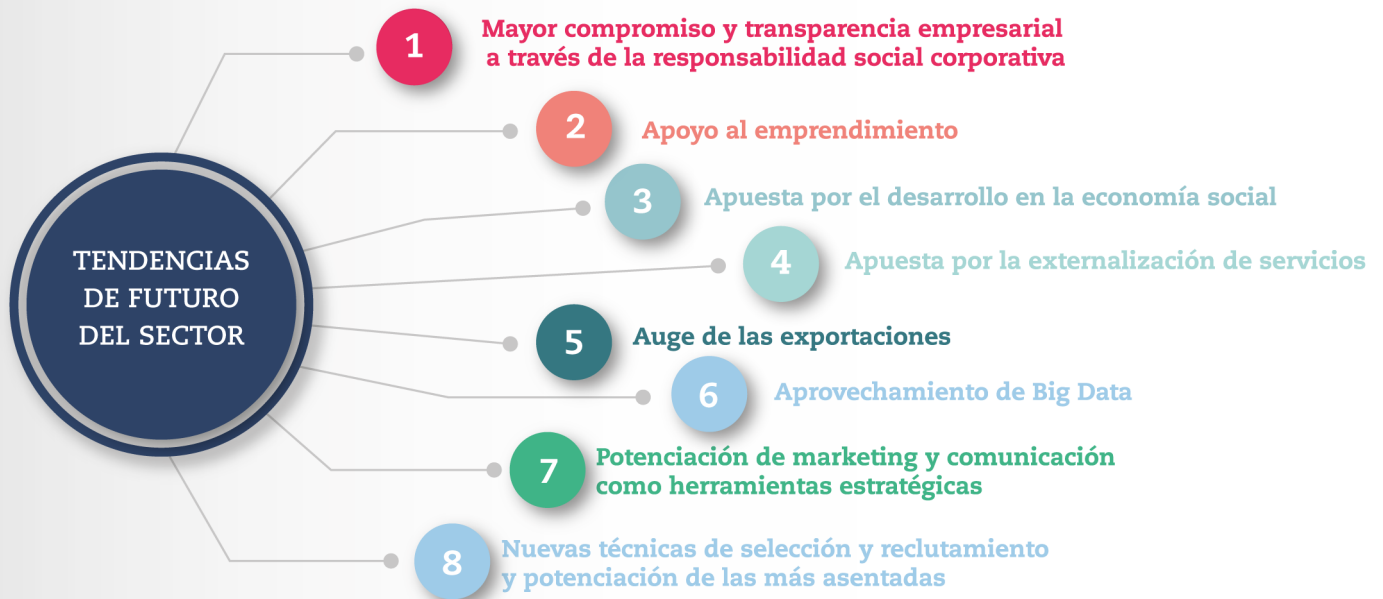 TENDENCIAS
DE FUTURO
DEL SECTOR
1
Mayor compromiso y transparencia empresarial
a través de la responsabilidad social corporativa
2
Apoyo al emprendimiento
3
Apuesta por el desarrollo en la economía social
4
Apuesta por la externalización de servicios
5
Auge de las exportaciones
6
Aprovechamiento de Big Data
7
Potenciación de marketing y comunicación
como herramientas estratégicas
8
Nuevas técnicas de selección y reclutamiento
y potenciación de las más asentadas